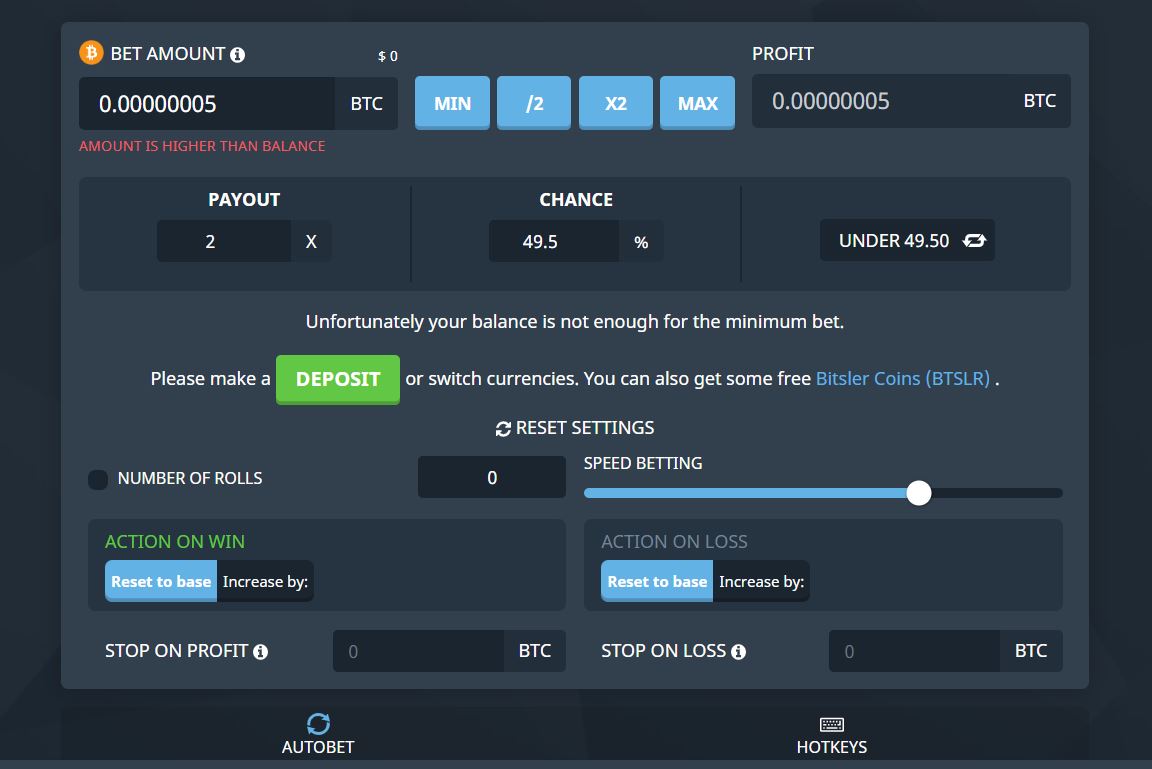 BET AMOUNT
$ 0
PROFIT
0.00000005 BTC
MIN
/2
X2
MAX
0.00000005 BTC
AMOUNT IS HIGHER THAN BALANCE
PAYOUT
2 X
CHANCE
49.5 %
UNDER 49.50
Unfortunately your balance is not enough for the minimum bet.
Please make a DEPOSIT or switch currencies. You can also get some free Bitsler Coins (BTSLR) .
RESET SETTINGS
NUMBER OF ROLLS
0
SPEED BETTING
ACTION ON WIN
Reset to base Increase by:
ACTION ON LOSS
Reset to base Increase by:
STOP ON PROFIT
0 BTC
STOP ON LOSS
0 BTC
AUTOBET
HOTKEYS